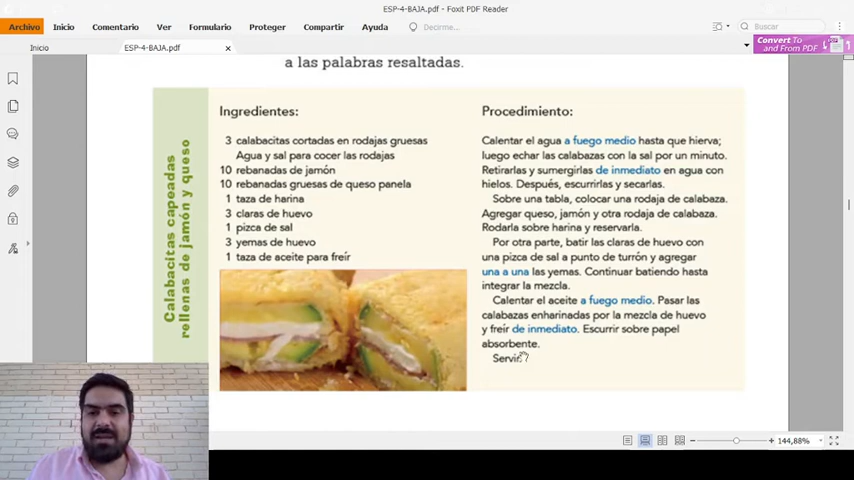 ESP-4-BAJA.pdf - Foxit PDF Reader
Archivo Inicio Comentario Ver Formulario Proteger Compartir Ayuda Decirme... Buscar
Inicio ESP-4-BAJA.pdf
Convert To
and From PDF
a las palabras resaltadas.
Calabacitas capeadas
rellenas de jamón y queso
Ingredientes:
3 calabacitas cortadas en rodajas gruesas
Agua y sal para cocer las rodajas
10 rebanadas de jamón
10 rebanadas gruesas de queso panela
1 taza de harina
3 claras de huevo
1 pizca de sal
3 yemas de huevo
1 taza de aceite para freír
Procedimiento:
Calentar el agua a fuego medio hasta que hierva;
luego echar las calabazas con la sal por un minuto.
Retirarlas y sumergirlas de inmediato en agua con
hielos. Después, escurrirlas y secarlas.
Sobre una tabla, colocar una rodaja de calabaza.
Agregar queso, jamón y otra rodaja de calabaza.
Rodarla sobre harina y reservarla.
Por otra parte, batir las claras de huevo con
una pizca de sal a punto de turrón y agregar
una a una las yemas. Continuar batiendo hasta
integrar la mezcla.
Calentar el aceite a fuego medio. Pasar las
calabazas enharinadas por la mezcla de huevo
y freír de inmediato. Escurrir sobre papel
absorbente.
Servir.
144,88%